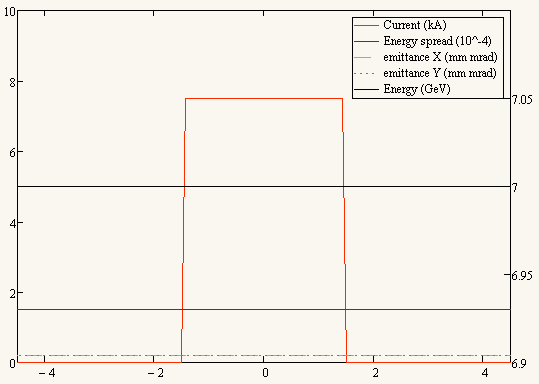 10
8
6
4
2
0
Current (kA)
Energy spread (10^-4)
emittance X (mm mrad)
emittance Y (mm mrad)
Energy (GeV)
7.05
7
6.95
6.9
−4 −2 0 2 4